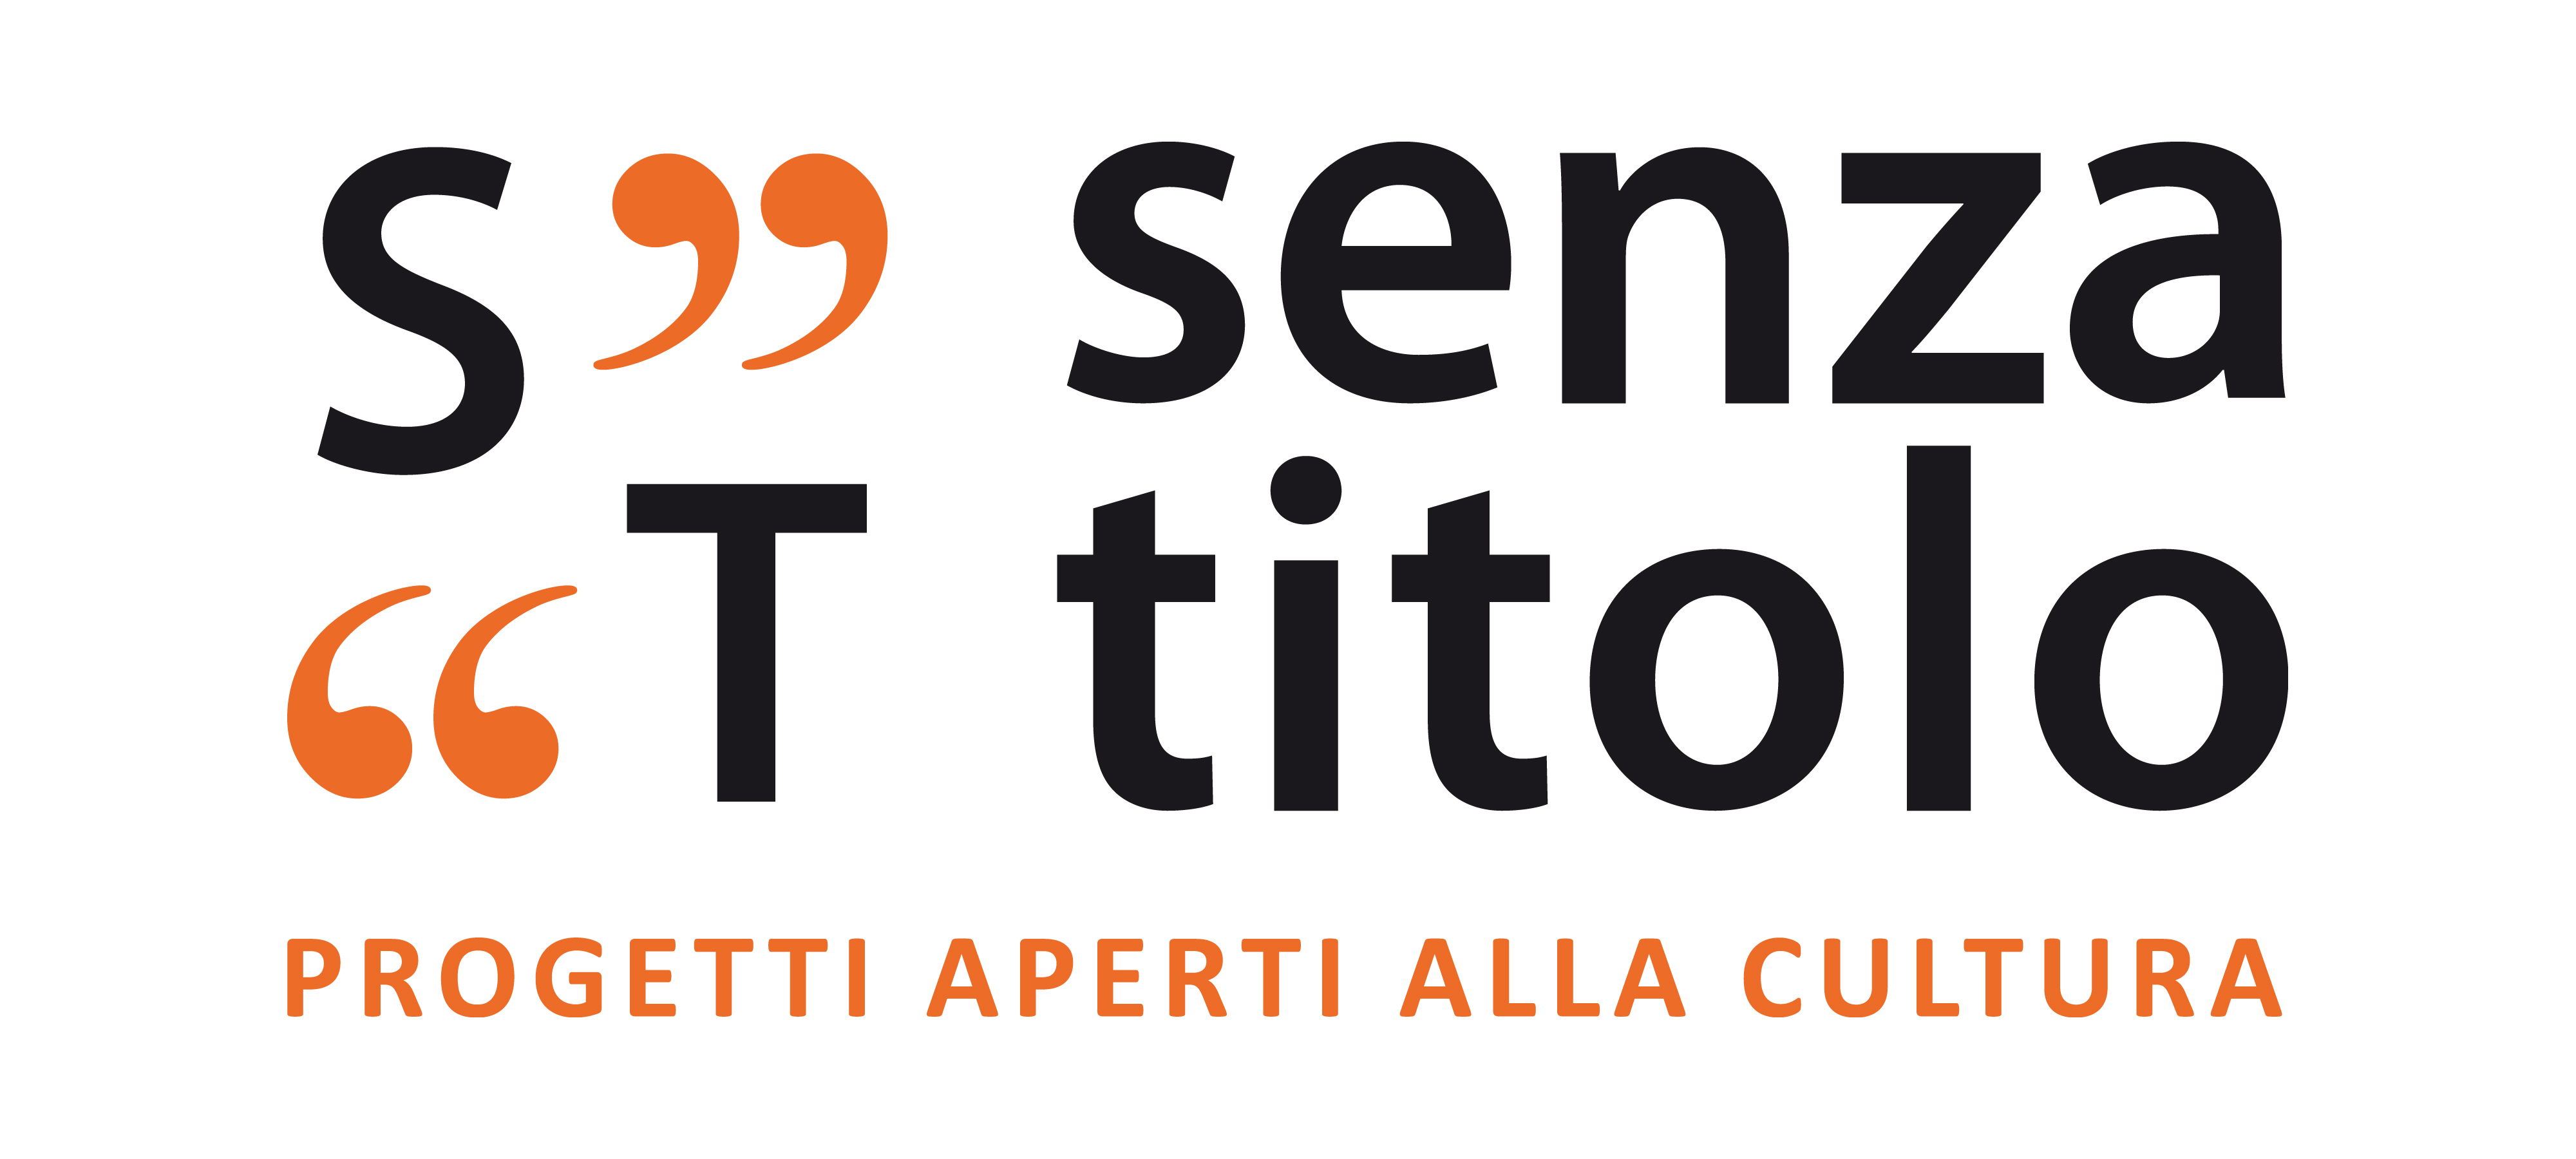 S” senza
“T titolo
PROGETTI APERTI ALLA CULTURA